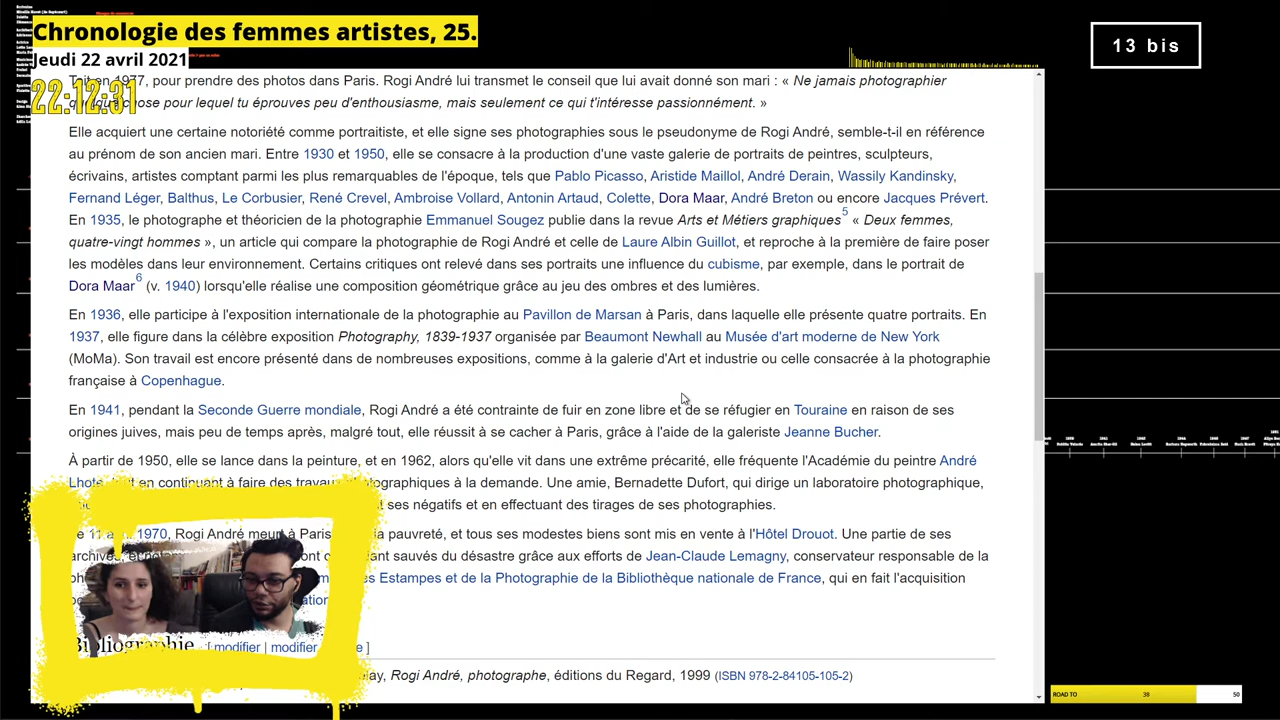 Chronologie des femmes artistes, 25.
Jeudi 22 avril 2021
22:12:31
13 bis
en 1977, pour prendre des photos dans Paris. Rogi André lui transmet le conseil que lui avait donné son mari : « Ne jamais photographier
chose pour lequel tu éprouves peu d'enthousiasme, mais seulement ce qui t'intéresse passionnément. »
Elle acquiert une certaine notoriété comme portraitiste, et elle signe ses photographies sous le pseudonyme de Rogi André, semble-t-il en référence
au prénom de son ancien mari. Entre 1930 et 1950, elle se consacre à la production d'une vaste galerie de portraits de peintres, sculpteurs,
écrivains, artistes comptant parmi les plus remarquables de l'époque, tels que Pablo Picasso, Aristide Maillol, André Derain, Wassily Kandinsky,
Fernand Léger, Balthus, Le Corbusier, René Crevel, Ambroise Vollard, Antonin Artaud, Colette, Dora Maar, André Breton ou encore Jacques Prévert.
En 1935, le photographe et théoricien de la photographie Emmanuel Sougez publie dans la revue Arts et Métiers graphiques5 « Deux femmes,
quatre-vingt hommes », un article qui compare la photographie de Rogi André et celle de Laure Albin Guillot, et reproche à la première de faire poser
les modèles dans leur environnement. Certains critiques ont relevé dans ses portraits une influence du cubisme, par exemple, dans le portrait de
Dora Maar6 (v. 1940) lorsqu'elle réalise une composition géométrique grâce au jeu des ombres et des lumières.
En 1936, elle participe à l'exposition internationale de la photographie au Pavillon de Marsan à Paris, dans laquelle elle présente quatre portraits. En
1937, elle figure dans la célèbre exposition Photography, 1839-1937 organisée par Beaumont Newhall au Musée d'art moderne de New York
(MoMa). Son travail est encore présenté dans de nombreuses expositions, comme à la galerie d'Art et industrie ou celle consacrée à la photographie
française à Copenhague.
En 1941, pendant la Seconde Guerre mondiale, Rogi André a été contrainte de fuir en zone libre et de se réfugier en Touraine en raison de ses
origines juives, mais peu de temps après, malgré tout, elle réussit à se cacher à Paris, grâce à l'aide de la galeriste Jeanne Bucher.
À partir de 1950, elle se lance dans la peinture, et en 1962, alors qu'elle vit dans une extrême précarité, elle fréquente l'Académie du peintre André
Lhote, en continuant à faire des travaux photographiques à la demande. Une amie, Bernadette Dufort, qui dirige un laboratoire photographique,
ses négatifs et en effectuant des tirages de ses photographies.
11 avril 1970, Rogi André meurt à Paris la pauvreté, et tous ses modestes biens sont mis en vente à l'Hôtel Drouot. Une partie de ses
archives, sauvés du désastre grâce aux efforts de Jean-Claude Lemagny, conservateur responsable de la
Estampes et de la Photographie de la Bibliothèque nationale de France, qui en fait l'acquisition
Bibliographie [ modifier | modifier ]
Rogi André, photographe, éditions du Regard, 1999 (ISBN 978-2-84105-105-2)
ROAD TO 38 50